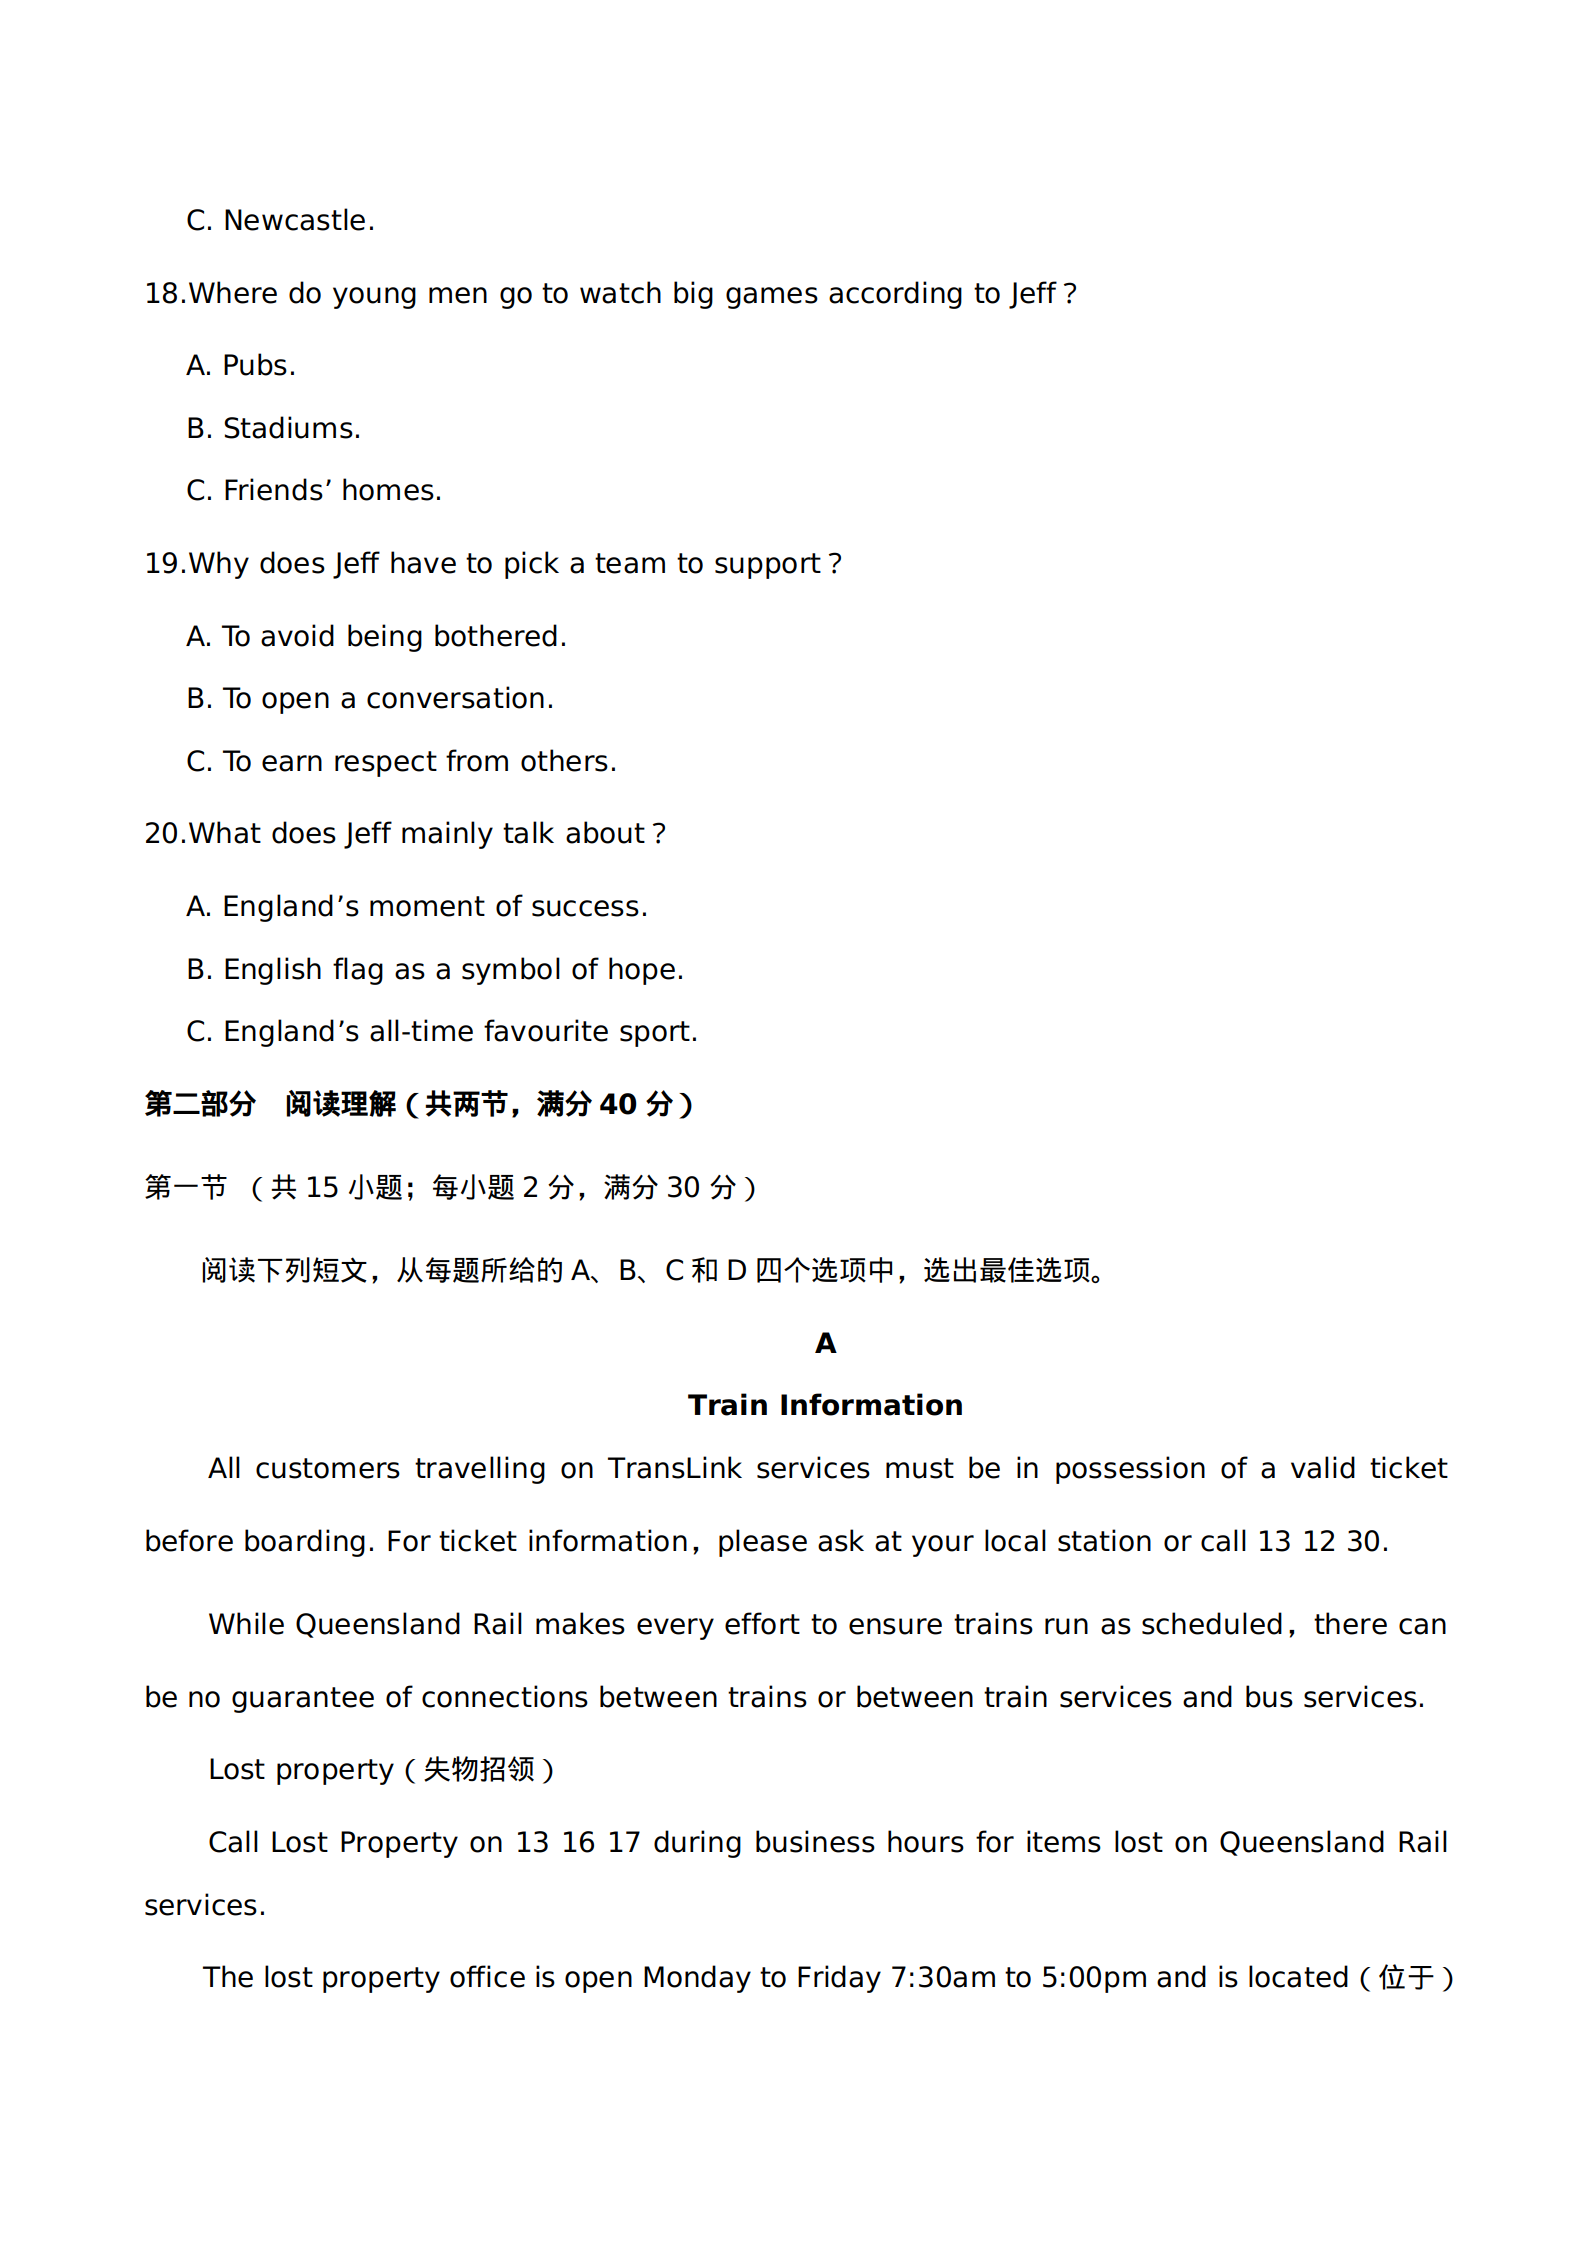 C. Newcastle.
18.Where do young men go to watch big games according to Jeff？
A. Pubs.
B. Stadiums.
C. Friends’ homes.
19.Why does Jeff have to pick a team to support？
A. To avoid being bothered.
B. To open a conversation.
C. To earn respect from others.
20.What does Jeff mainly talk about？
A. England’s moment of success.
B. English flag as a symbol of hope.
C. England’s all-time favourite sport.
第二部分　阅读理解（共两节，满分 40 分）
第一节 （共 15 小题；每小题 2 分，满分 30 分）
阅读下列短文，从每题所给的 A、B、C 和 D 四个选项中，选出最佳选项。
A
Train Information
All customers travelling on TransLink services must be in possession of a valid ticket
before boarding. For ticket information，please ask at your local station or call 13 12 30.
While Queensland Rail makes every effort to ensure trains run as scheduled，there can
be no guarantee of connections between trains or between train services and bus services.
Lost property（失物招领）
Call Lost Property on 13 16 17 during business hours for items lost on Queensland Rail
services.
The lost property office is open Monday to Friday 7:30am to 5:00pm and is located（位于）